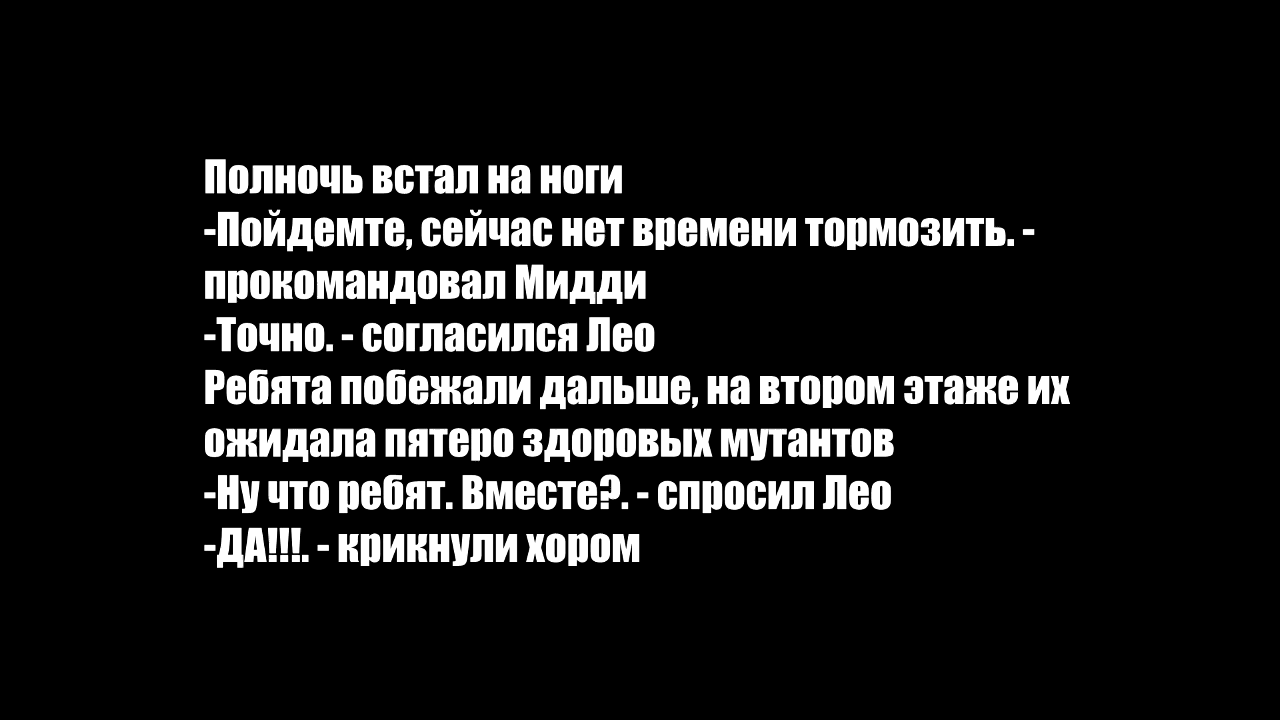 Полночь встал на ноги
-Пойдемте, сейчас нет времени тормозить. -
прокомандовал Мидди
-Точно. - согласился Лео
Ребята побежали дальше, на втором этаже их
ожидала пятеро здоровых мутантов
-Ну что ребят. Вместе?. - спросил Лео
-ДА!!!. - крикнули хором